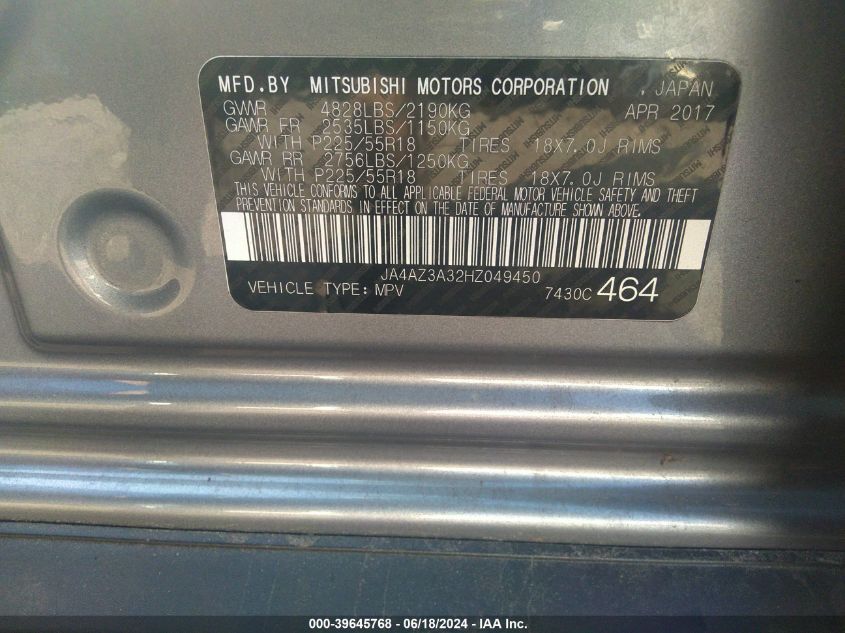 MFD.BY MITSUBISHI MOTORS CORPORATION , JAPAN
GVWR 4828LBS/2190KG APR 2017
GAWR FR 2535LBS/1150KG
WITH P225/55R18 TIRES 18X7.0J RIMS
GAWR RR 2756LBS/1250KG
WITH P225/55R18 TIRES 18X7.0J RIMS
THIS VEHICLE CONFORMS TO ALL APPLICABLE FEDERAL MOTOR VEHICLE SAFETY AND THEFT
PREVENTION STANDARDS IN EFFECT ON THE DATE OF MANUFACTURE SHOWN ABOVE.
JA4AZ3A32HZ049450
VEHICLE TYPE: MPV 7430C 464
000-39645768 - 06/18/2024 - IAA Inc.